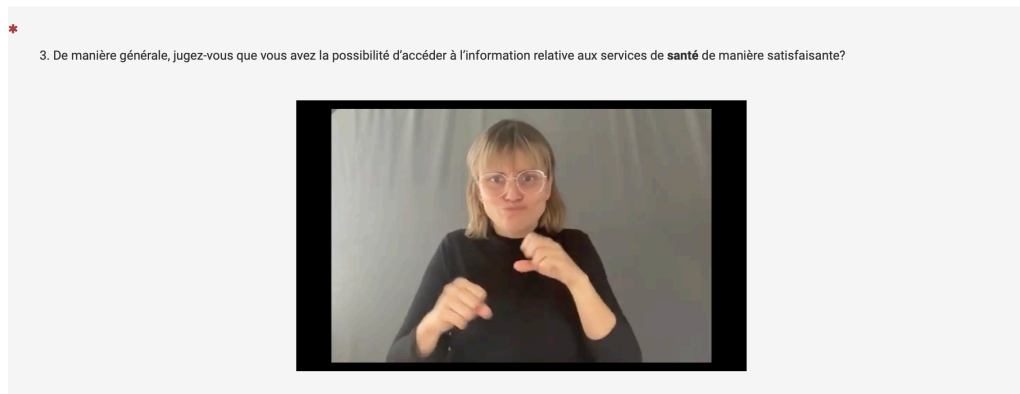 *
3. De manière générale, jugez-vous que vous avez la possibilité d’accéder à l’information relative aux services de santé de manière satisfaisante?